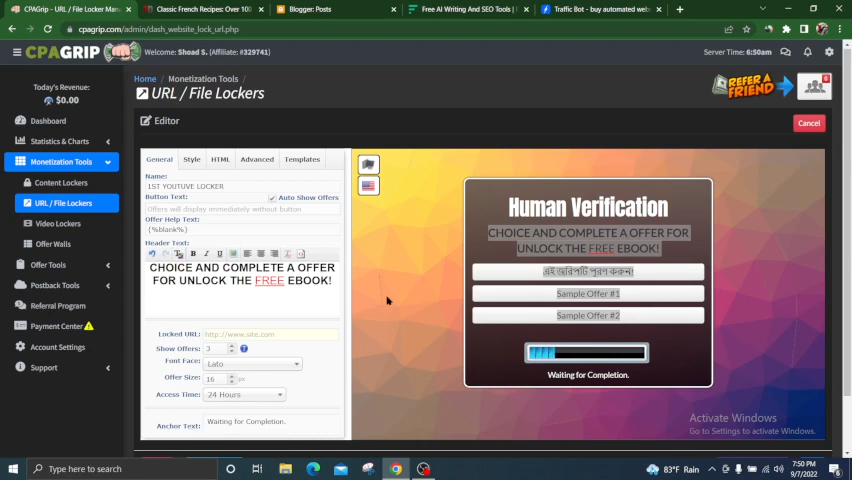 CPAGrip - URL / File Locker Man
Classic French Recipes: Over 100
Blogger: Posts
Free AI Writing And SEO Tools |
Traffic Bot - buy automated web
cpagrip.com/admin/dash_website_lock_url.php
CPAGRIP
Welcome: Shoad S. (Affiliate: #329741)
Server Time: 6:50am
Today's Revenue:
$0.00
Dashboard
Statistics & Charts
Monetization Tools
Content Lockers
URL / File Lockers
Video Lockers
Offer Walls
Offer Tools
Postback Tools
Referral Program
Payment Center
Account Settings
Support
Home / Monetization Tools /
URL / File Lockers
REFER A
FRIEND
Editor
Cancel
General
Style
HTML
Advanced
Templates
Name:
1ST YOUTUVE LOCKER
Button Text:
Auto Show Offers
Offers will display immediately without button
Offer Help Text:
{%blank%}
Header Text:
B I U
CHOICE AND COMPLETE A OFFER
FOR UNLOCK THE FREE EBOOK!
Locked URL: http://www.site.com
Show Offers: 3
Font Face: Lato
Offer Size: 16 px
Access Time: 24 Hours
Anchor Text: Waiting for Completion.
Human Verification
CHOICE AND COMPLETE A OFFER FOR
UNLOCK THE FREE EBOOK!
এই জরিপটি পূরণ করুন!
Sample Offer #1
Sample Offer #2
Waiting for Completion.
Activate Windows
Go to Settings to activate Windows.
Type here to search
83°F Rain
7:50 PM
9/7/2022
6